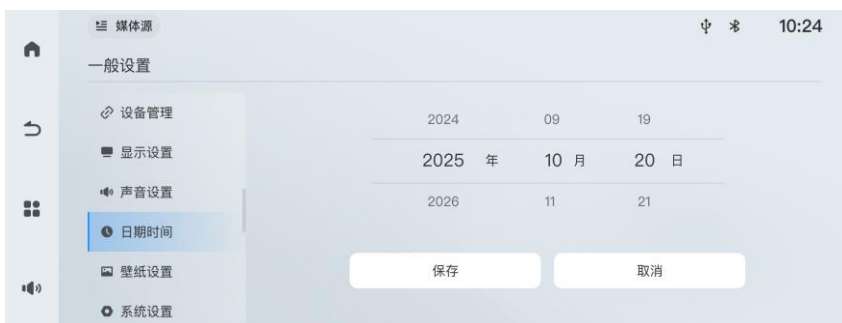 媒体源
10:24
一般设置
设备管理
显示设置
声音设置
日期时间
壁纸设置
系统设置
2024 09 19
2025 年 10 月 20 日
2026 11 21
保存 取消